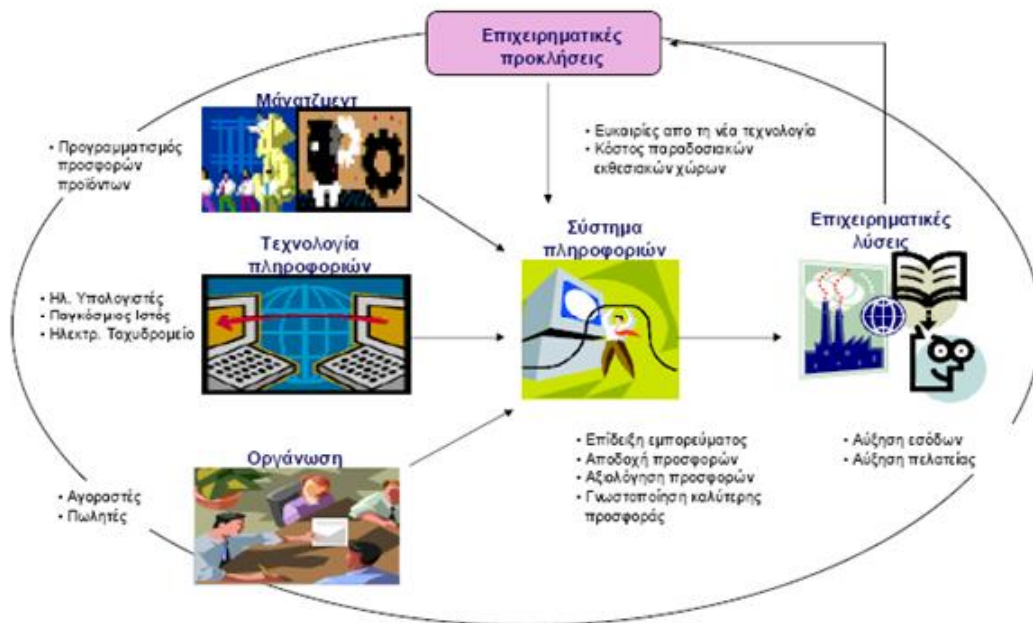 Επιχειρηματικές
προκλήσεις
Μάνατζμεντ
• Προγραμματισμός
προσφορών
προϊόντων
• Ευκαιρίες απο τη νέα τεχνολογία
• Κόστος παραδοσιακών
εκθεσιακών χώρων
Τεχνολογία
πληροφοριών
• Ηλ. Υπολογιστές
• Παγκόσμιος Ιστός
• Ηλεκτρ. Ταχυδρομείο
Σύστημα
πληροφοριών
Επιχειρηματικές
λύσεις
Οργάνωση
• Αγοραστές
• Πωλητές
• Επίδειξη εμπορεύματος
• Αποδοχή προσφορών
• Αξιολόγηση προσφορών
• Γνωστοποίηση καλύτερης
προσφοράς
• Αύξηση εσόδων
• Αύξηση πελατείας